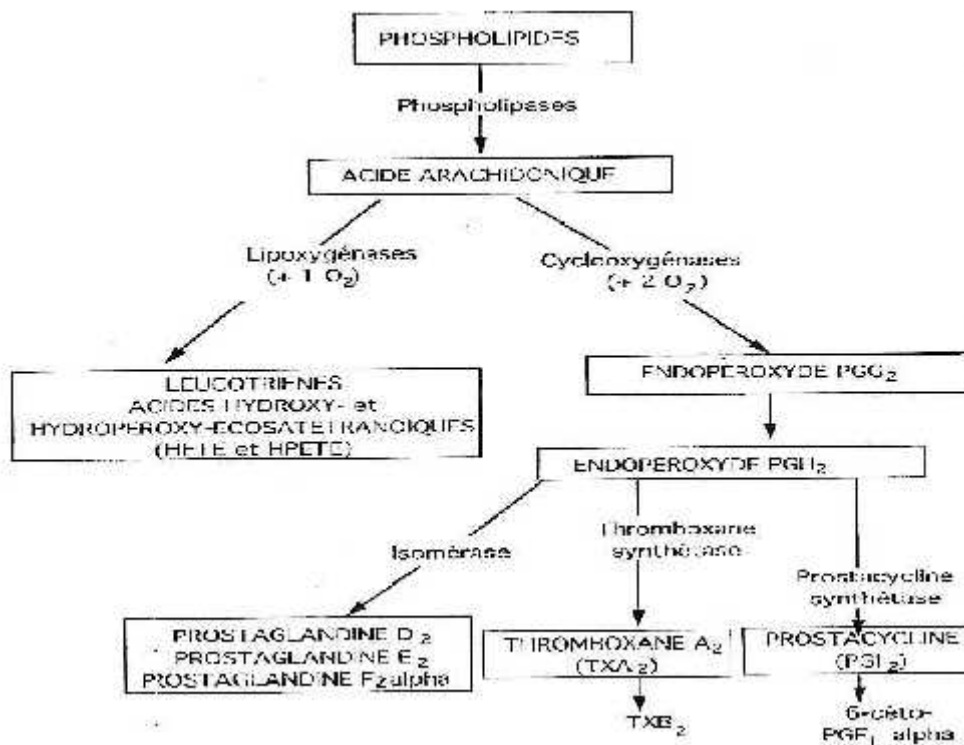 PHOSPHOLIPIDES
Phospholipases
ACIDE ARACHIDONIQUE
Lipoxygénases
(+ 1 O₂)
Cyclooxygénases
(+ 2 O₂)
LEUCOTRIENES
ACIDES HYDROXY- et
HYDROPEROXY-ECOSATETRANOIQUES
(HETE et HPETE)
ENDOPEROXYDE PGG₂
ENDOPEROXYDE PGH₂
Isomérase
Thromboxane
synthétase
Prostacycline
synthétase
PROSTAGLANDINE D₂
PROSTAGLANDINE E₂
PROSTAGLANDINE F2alpha
THROMBOXANE A₂
(TXA₂)
PROSTACYCLINE
(PGI₂)
TXB₂
6-céto-
PGF₁ alpha